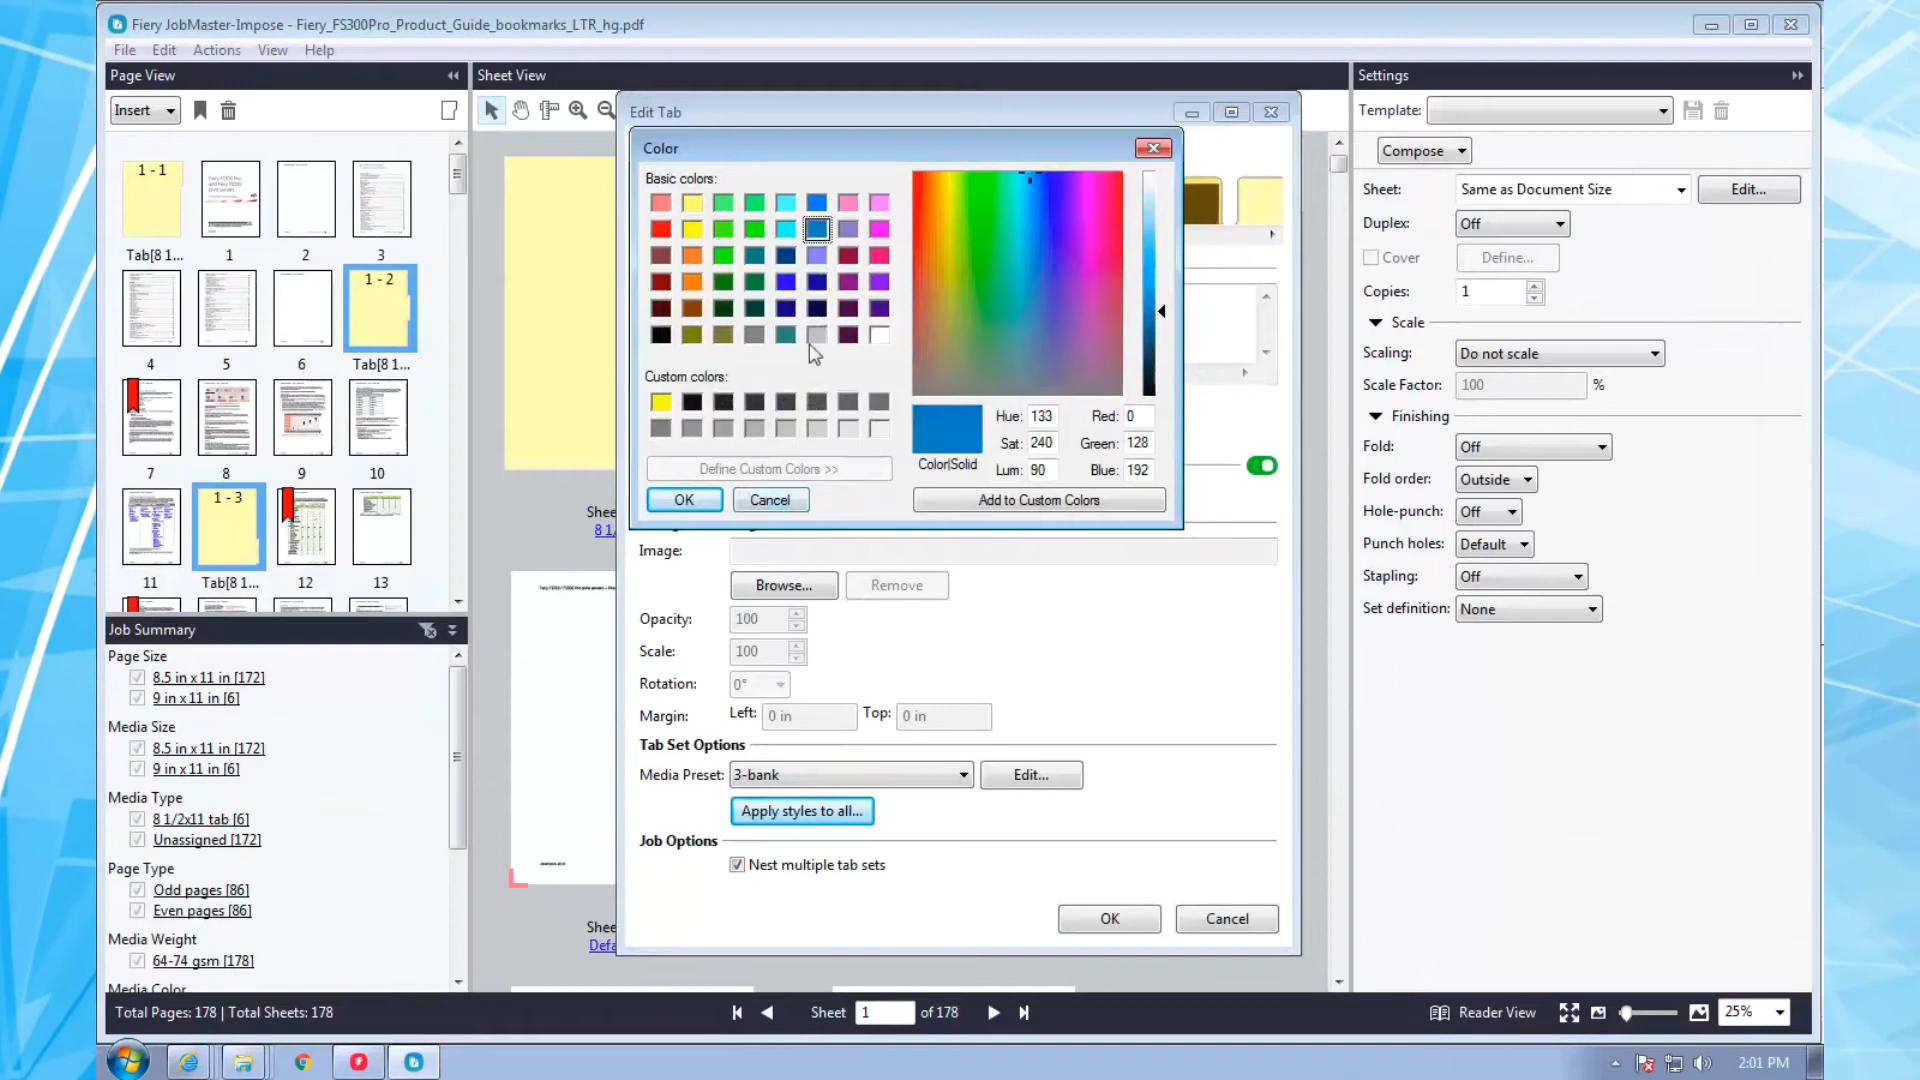 Fiery JobMaster-Impose - Fiery_FS300Pro_Product_Guide_bookmarks_LTR_hg.pdf
File Edit Actions View Help
Page View
Sheet View
Settings
Insert
Edit Tab
Template:
Color
Compose
Basic colors:
1 - 1
Sheet: Same as Document Size Edit...
Duplex: Off
Tab[8 1... 1 2 3
Cover Define...
1 - 2
Copies: 1
Scale
Scaling: Do not scale
4 5 6 Tab[8 1...
Custom colors:
Scale Factor: 100 %
Hue: 133 Red: 0
Finishing
Sat: 240 Green: 128
Fold: Off
Color|Solid Lum: 90 Blue: 192
7 8 9 10
Define Custom Colors >>
Fold order: Outside
1 - 3
OK Cancel Add to Custom Colors
Hole-punch: Off
Shee
8 1/
Punch holes: Default
Image:
Stapling: Off
11 Tab[8 1... 12 13
Browse... Remove
Set definition: None
Opacity: 100
Job Summary
Scale: 100
Page Size
8.5 in x 11 in [172]
Rotation: 0°
9 in x 11 in [6]
Margin: Left: 0 in Top: 0 in
Media Size
Tab Set Options
8.5 in x 11 in [172]
9 in x 11 in [6]
Media Preset: 3-bank Edit...
Media Type
Apply styles to all...
8 1/2x11 tab [6]
Unassigned [172]
Job Options
Page Type
Nest multiple tab sets
Odd pages [86]
Even pages [86]
OK Cancel
Shee
Defa
Media Weight
64-74 gsm [178]
Media Color
Total Pages: 178 | Total Sheets: 178
Sheet 1 of 178
Reader View
25%
2:01 PM